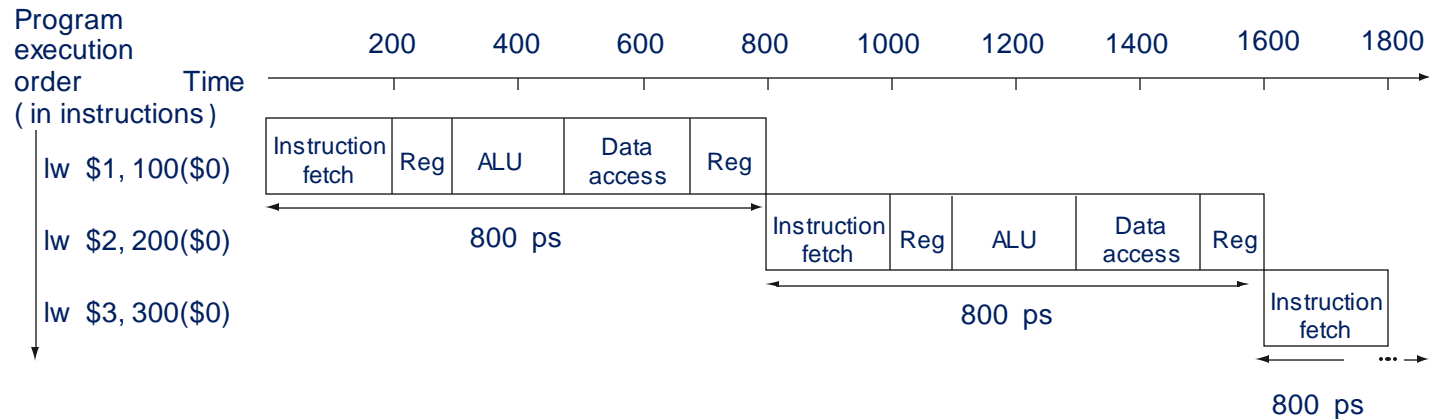 Program
execution
order Time
( in instructions )
200 400 600 800 1000 1200 1400 1600 1800
lw $1, 100($0)
Instruction
fetch
Reg
ALU
Data
access
Reg
800 ps
lw $2, 200($0)
Instruction
fetch
Reg
ALU
Data
access
Reg
800 ps
lw $3, 300($0)
Instruction
fetch
...
800 ps